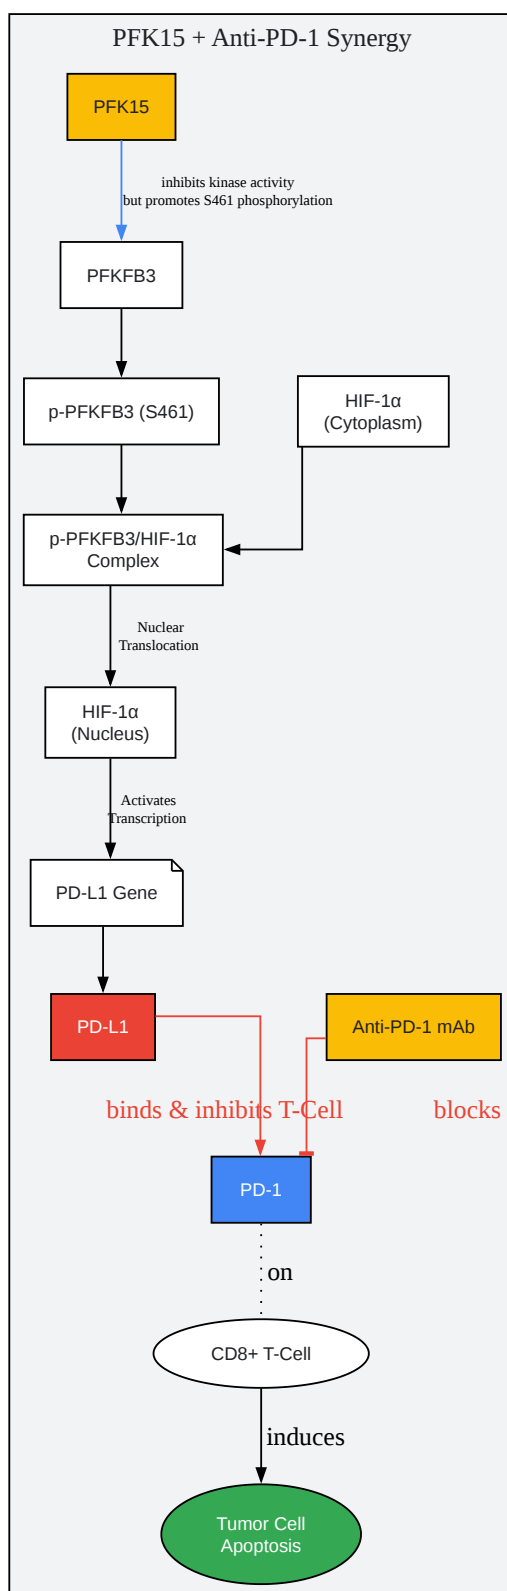 PFK15 + Anti-PD-1 Synergy
PFK15
inhibits kinase activity
but promotes S461 phosphorylation
PFKFB3
p-PFKFB3 (S461)
HIF-1α
(Cytoplasm)
p-PFKFB3/HIF-1α
Complex
Nuclear
Translocation
HIF-1α
(Nucleus)
Activates
Transcription
PD-L1 Gene
PD-L1
Anti-PD-1 mAb
binds & inhibits T-Cell
blocks
PD-1
on
CD8+ T-Cell
induces
Tumor Cell
Apoptosis